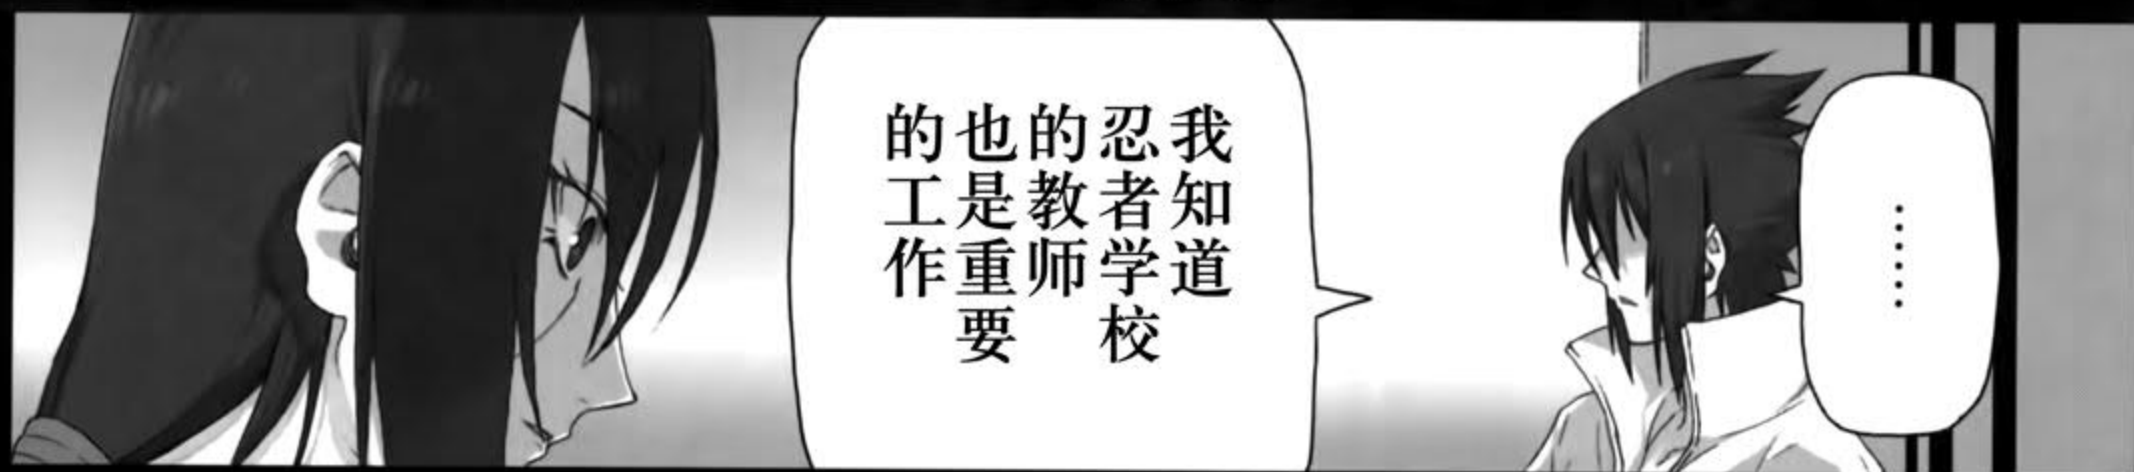 ……
我知道
忍者学校
的教师
也是重要
的工作